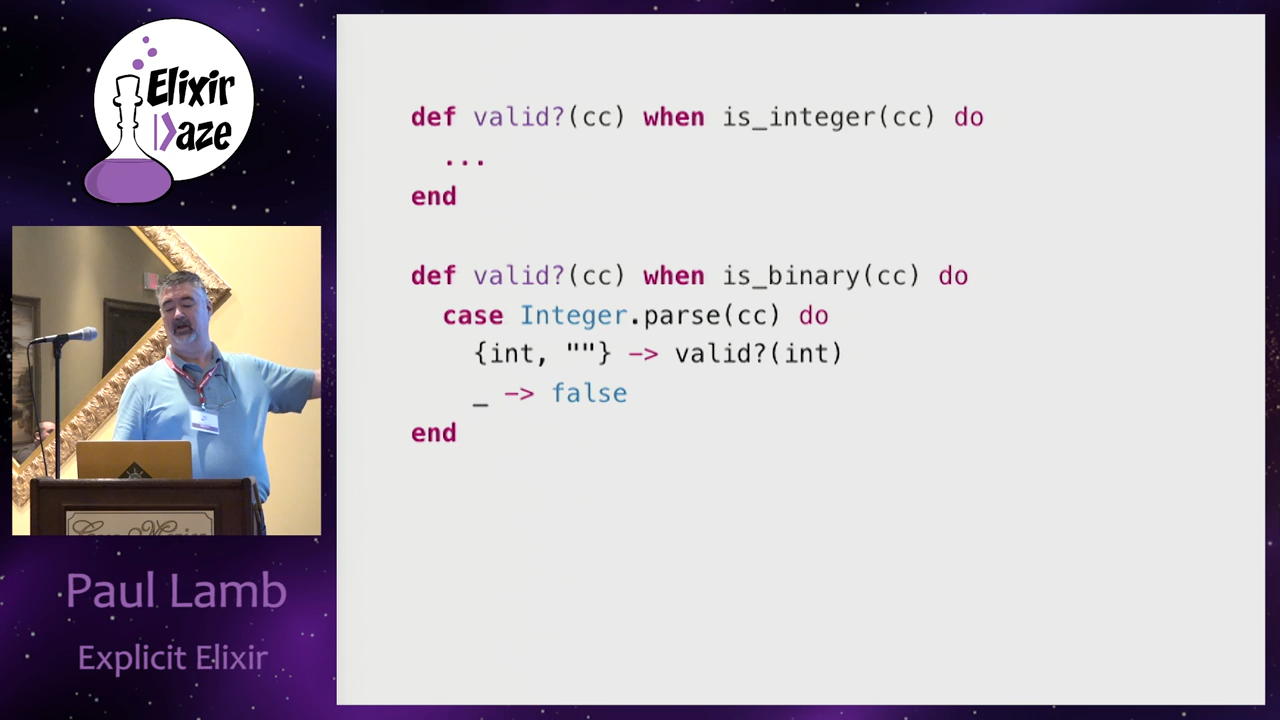 Elixir
Daze
def valid?(cc) when is_integer(cc) do
...
end
def valid?(cc) when is_binary(cc) do
case Integer.parse(cc) do
{int, ""} -> valid?(int)
_ -> false
end
Paul Lamb
Explicit Elixir